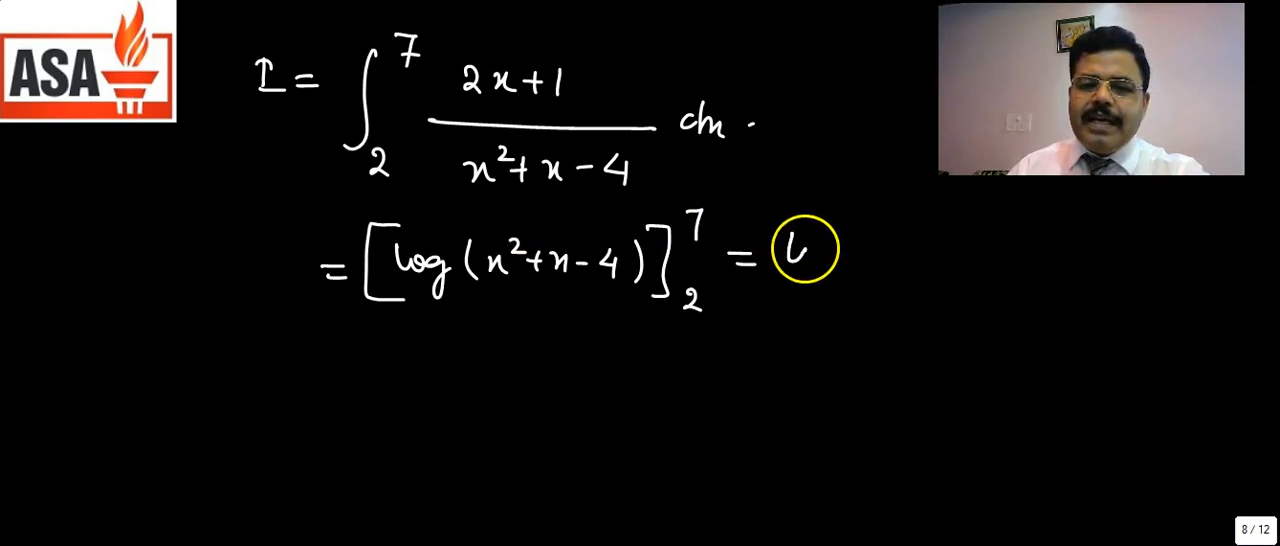 ASA
I = ∫₂⁷ (2x+1)/(x²+x-4) dx.
= [log(x²+x-4)]₂⁷ = l
8 / 12